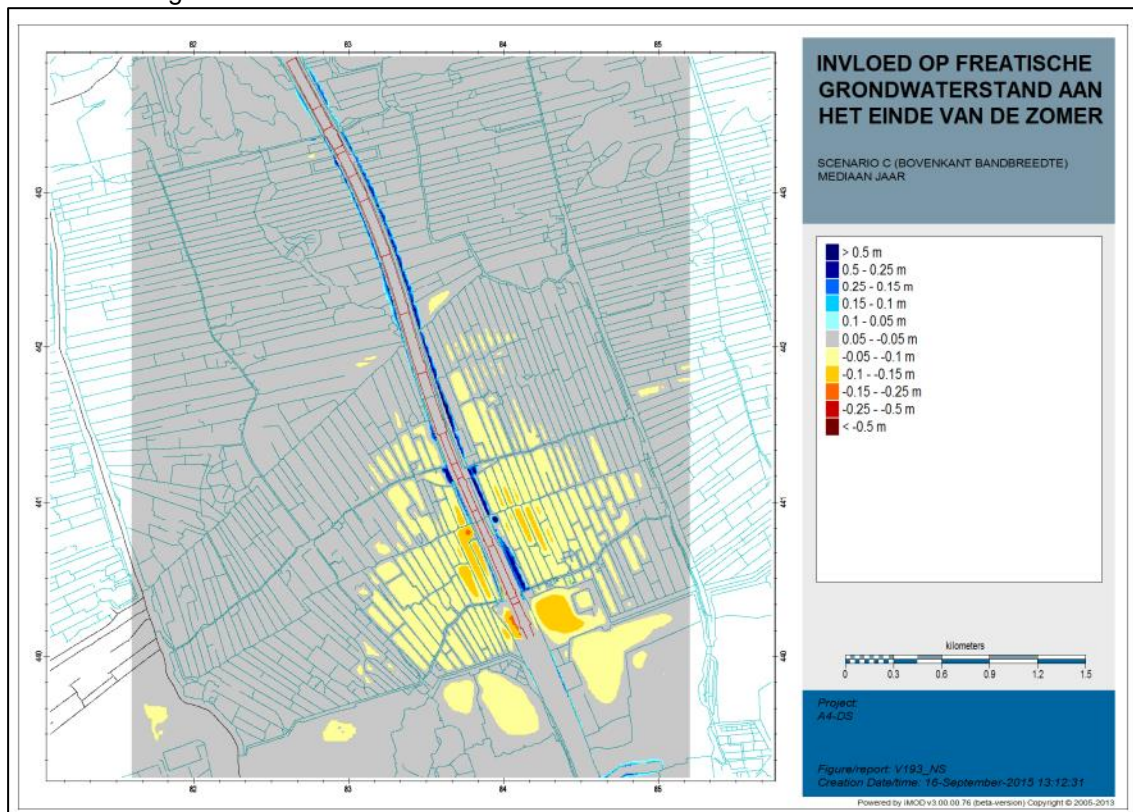 82 83 84 85
443
442
441
440
INVLOED OP FREATISCHE
GRONDWATERSTAND AAN
HET EINDE VAN DE ZOMER
SCENARIO C (BOVENKANT BANDBREEDTE)
MEDIAAN JAAR
> 0.5 m
0.5 - 0.25 m
0.25 - 0.15 m
0.15 - 0.1 m
0.1 - 0.05 m
0.05 - -0.05 m
-0.05 - -0.1 m
-0.1 - -0.15 m
-0.15 - -0.25 m
-0.25 - -0.5 m
< -0.5 m
kilometers
0 0.3 0.6 0.9 1.2 1.5
Project:
A4-DS
Figure/report: V193_NS
Creation Date/time: 16-September-2015 13:12:31
Powered by iMOD v3.00.00.76 (beta-version) Copyright © 2005-2013